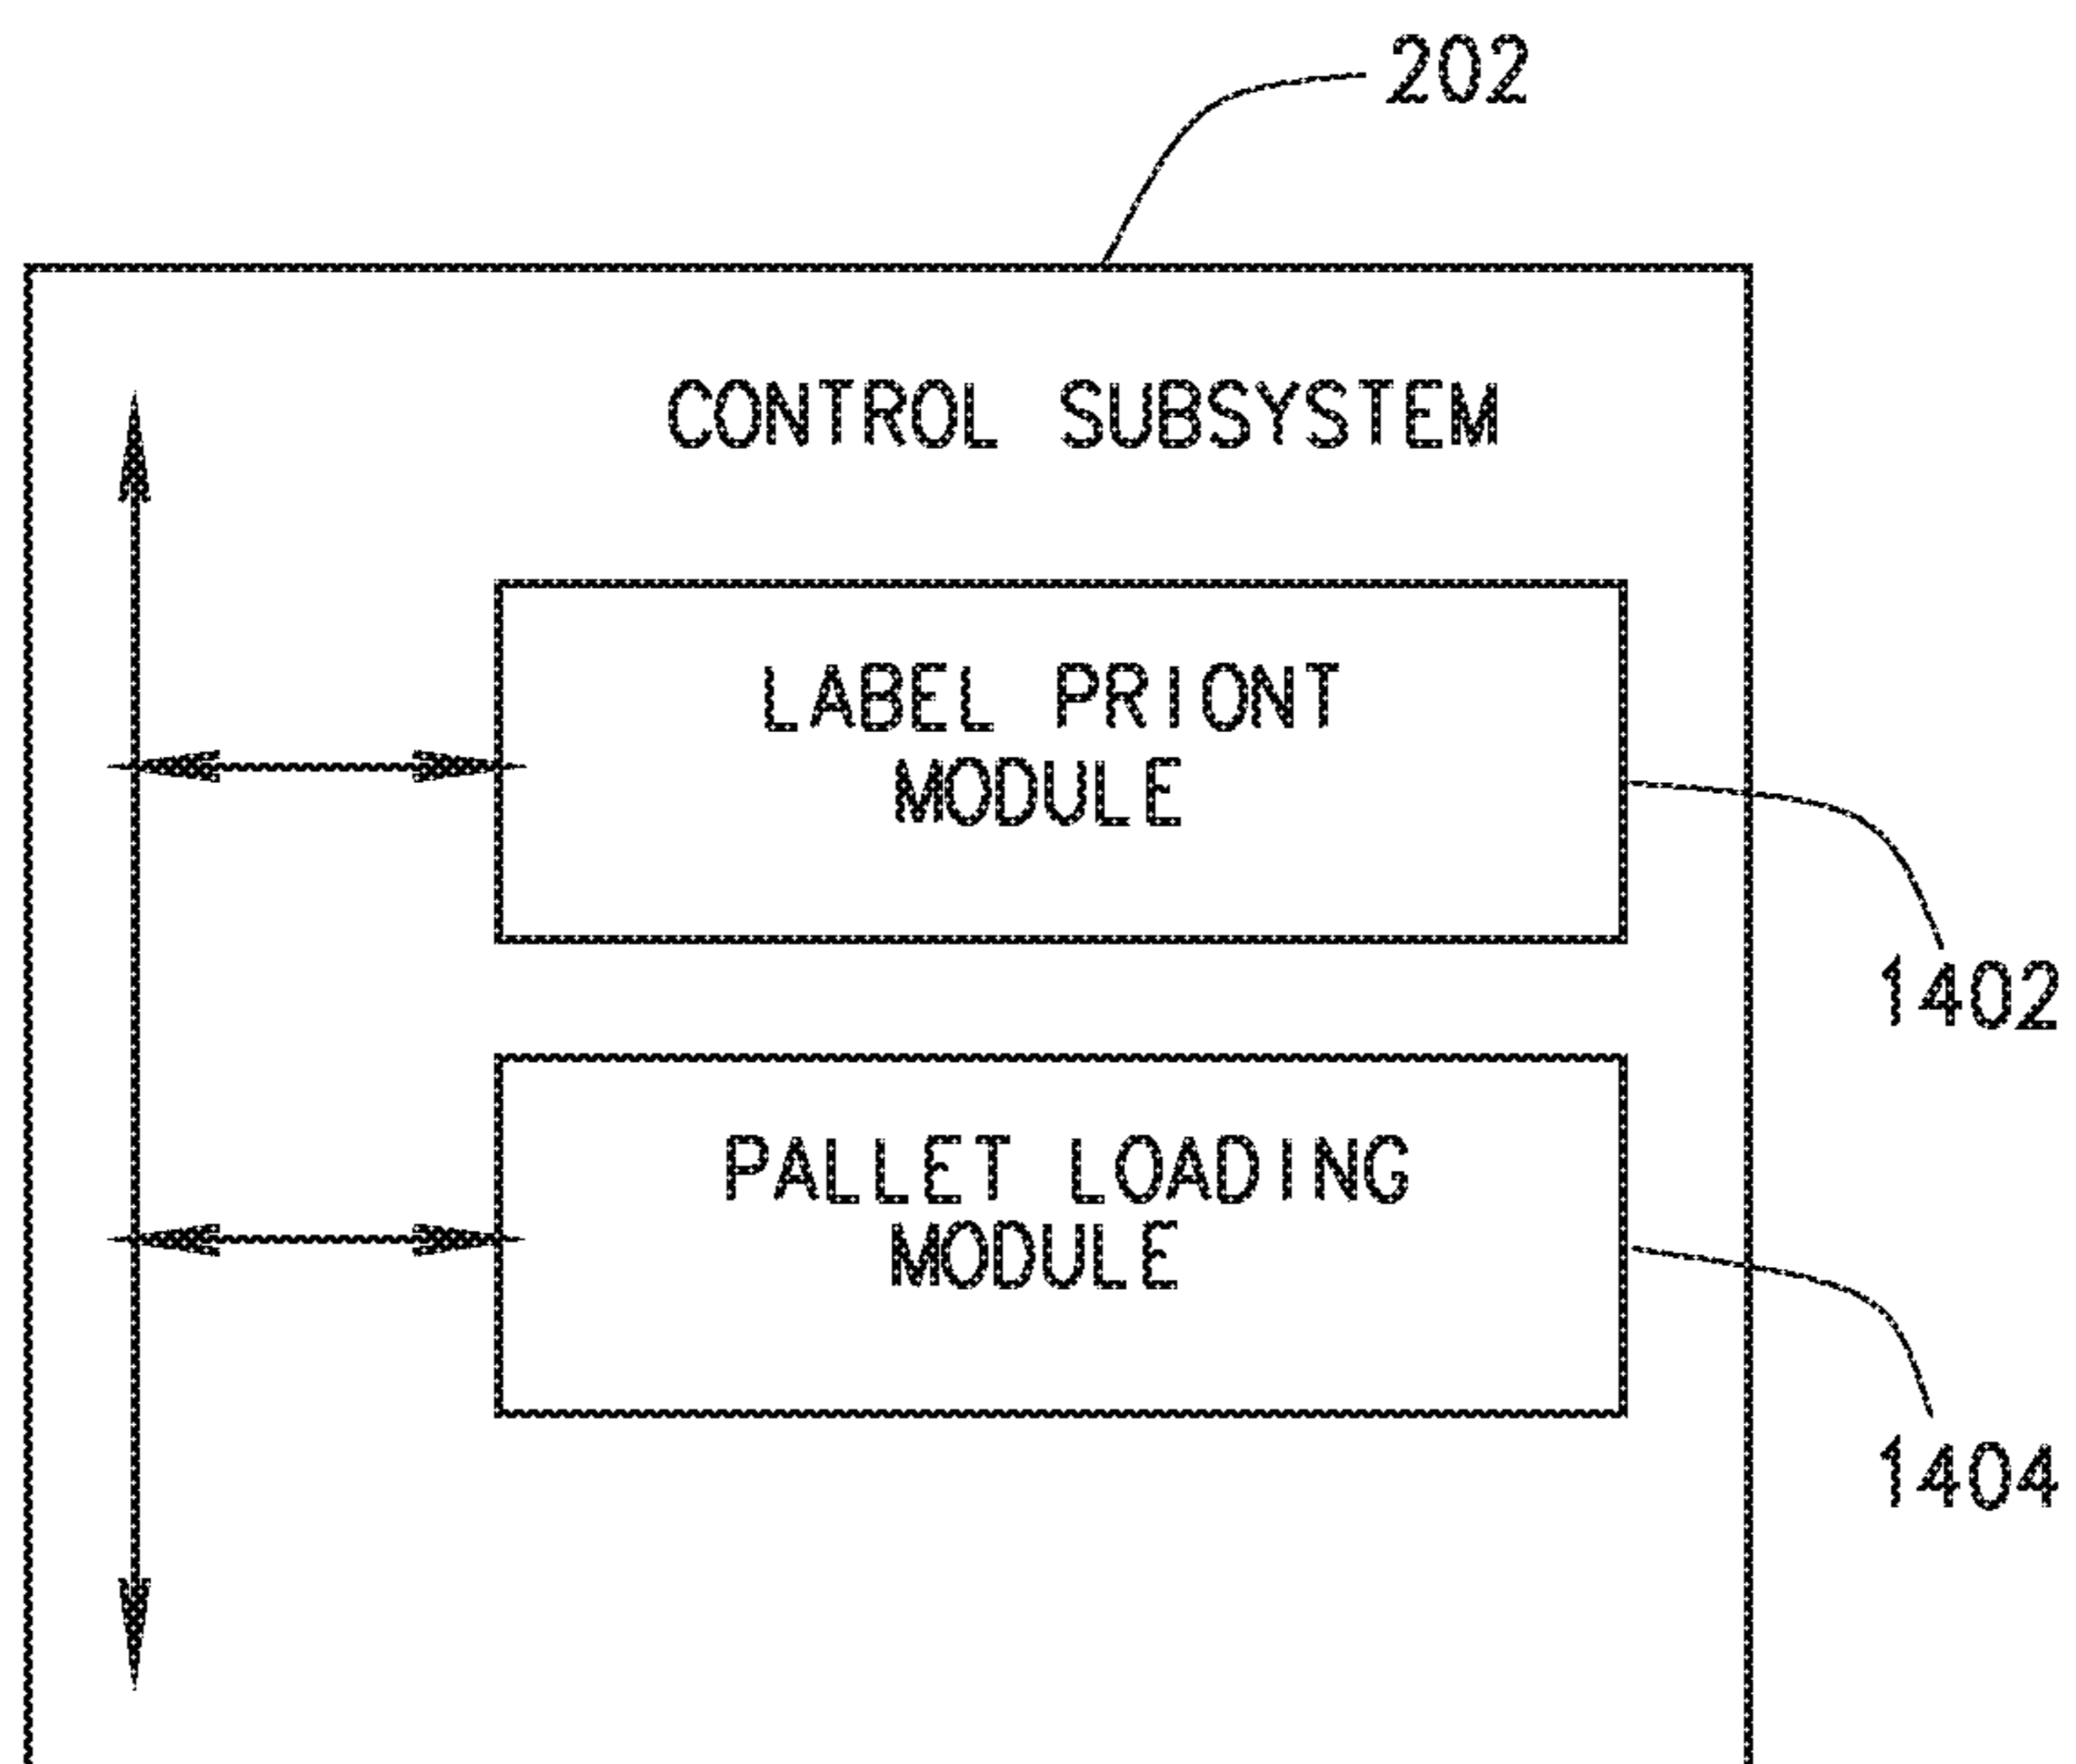 202
CONTROL SUBSYSTEM
LABEL PRIONT
MODULE
1402
PALLET LOADING
MODULE
1404